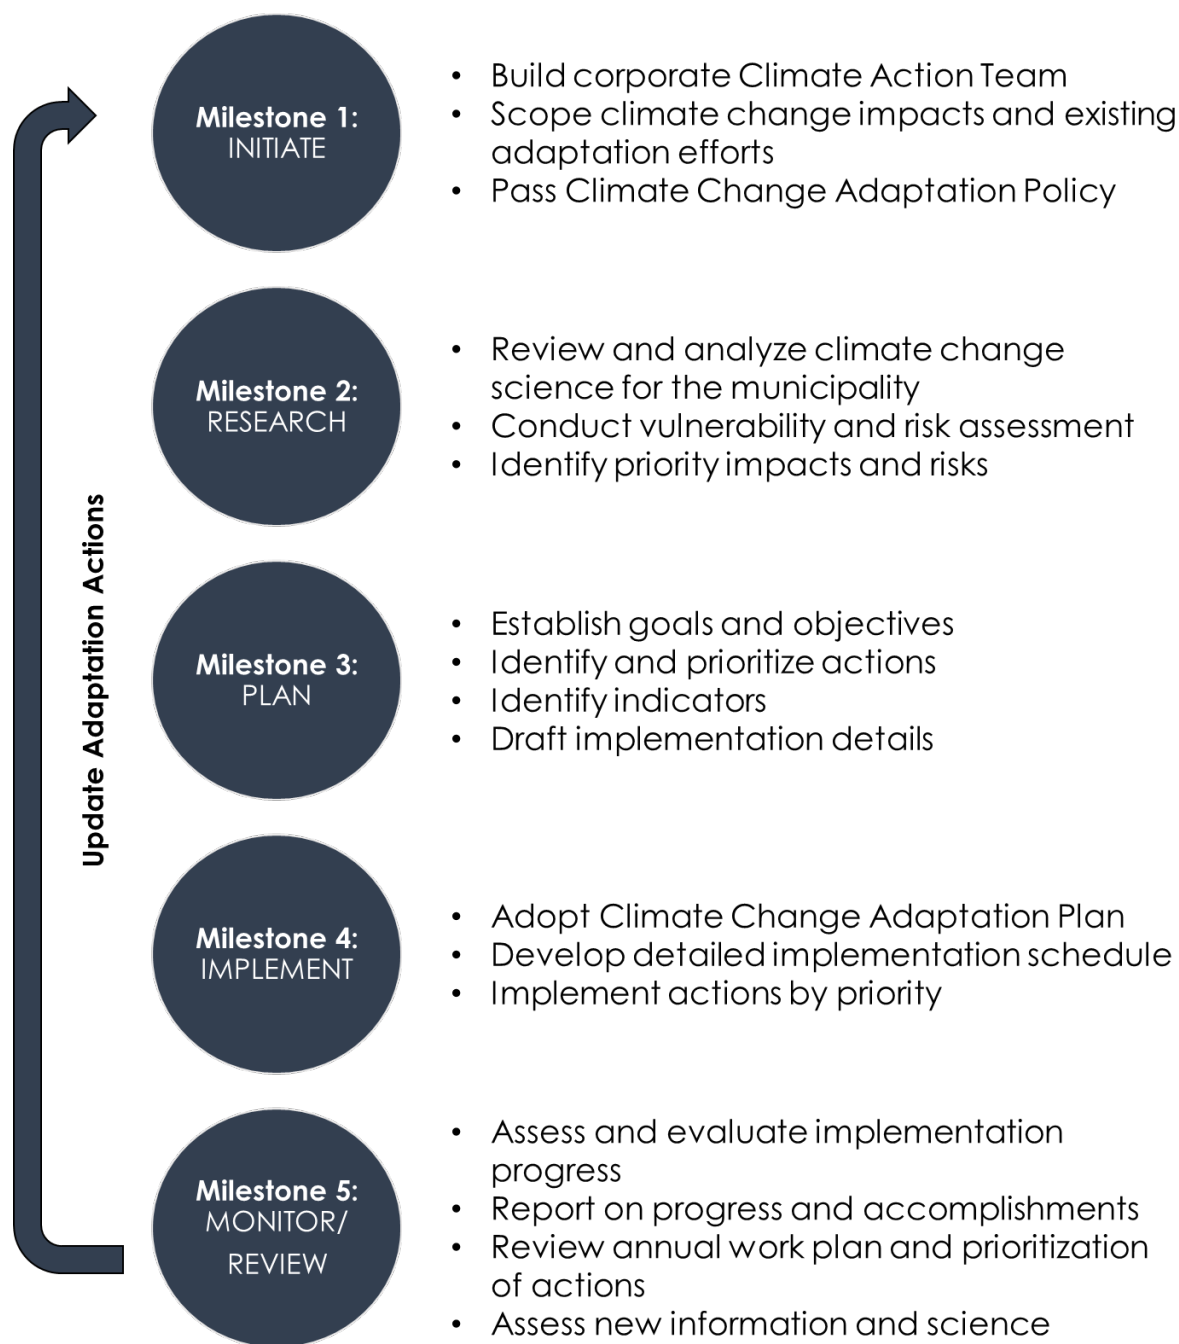 Milestone 1:
INITIATE
• Build corporate Climate Action Team
• Scope climate change impacts and existing
adaptation efforts
• Pass Climate Change Adaptation Policy
Milestone 2:
RESEARCH
• Review and analyze climate change
science for the municipality
• Conduct vulnerability and risk assessment
• Identify priority impacts and risks
Update Adaptation Actions
Milestone 3:
PLAN
• Establish goals and objectives
• Identify and prioritize actions
• Identify indicators
• Draft implementation details
Milestone 4:
IMPLEMENT
• Adopt Climate Change Adaptation Plan
• Develop detailed implementation schedule
• Implement actions by priority
Milestone 5:
MONITOR/
REVIEW
• Assess and evaluate implementation
progress
• Report on progress and accomplishments
• Review annual work plan and prioritization
of actions
• Assess new information and science